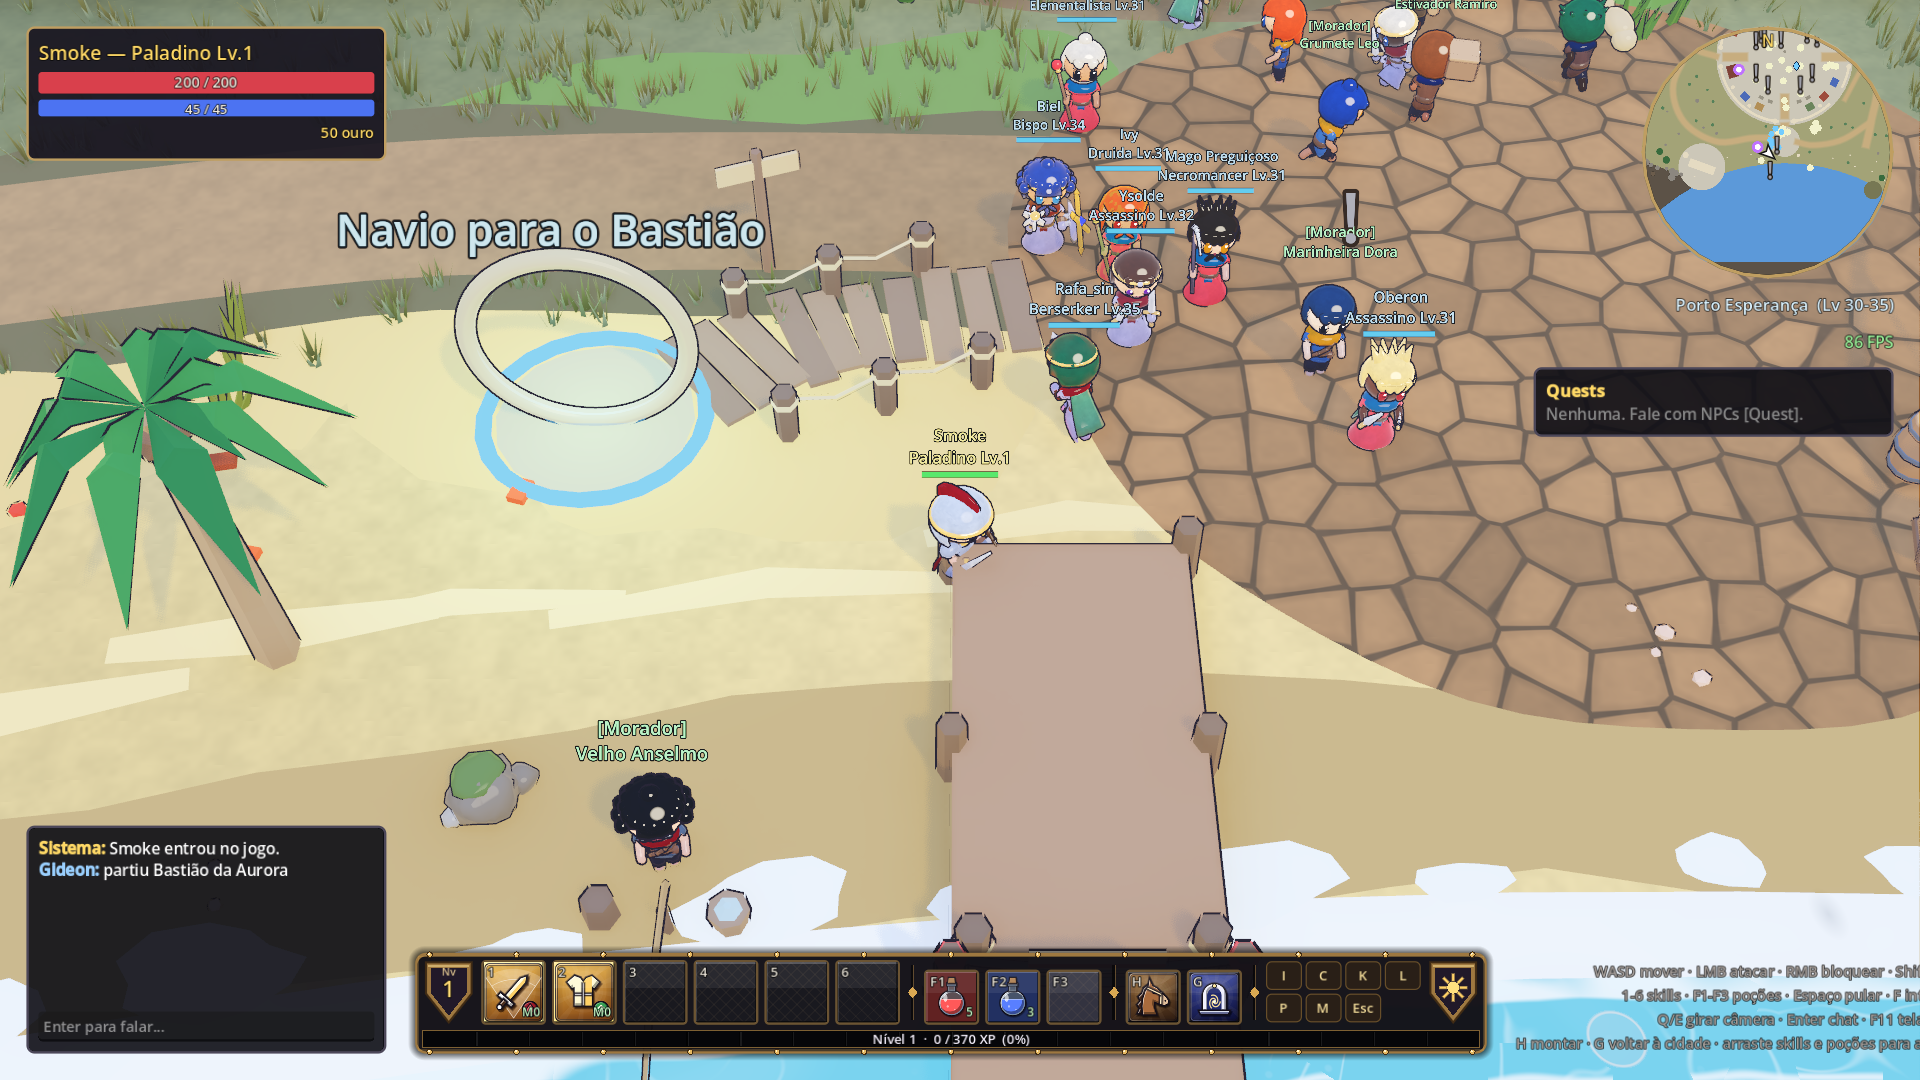 Smoke — Paladino Lv.1
200 / 200
45 / 45
50 ouro
Elementalista Lv.31
Estivador Ramiro
[Morador]
Grumete Leo
Biel
Bispo Lv.34
Ivy
Druida Lv.31
Mago Preguiçoso
Necromancer Lv.31
Ysolde
Assassino Lv.32
[Morador]
Marinheira Dora
Rafa_sin
Berserker Lv.35
Oberon
Assassino Lv.31
Navio para o Bastião
N
Porto Esperança (Lv 30-35)
86 FPS
Quests
Nenhuma. Fale com NPCs [Quest].
Smoke
Paladino Lv.1
[Morador]
Velho Anselmo
Sistema: Smoke entrou no jogo.
Gideon: partiu Bastião da Aurora
Enter para falar...
Nv
1
1
M0
2
M0
3
4
5
6
F1
5
F2
3
F3
H
G
I
C
K
L
P
M
Esc
Nível 1 · 0 / 370 XP (0%)
WASD mover · LMB atacar · RMB bloquear · Shi
1-6 skills · F1-F3 poções · Espaço pular · F in
Q/E girar câmera · Enter chat · F11 tela
H montar · G voltar à cidade · arraste skills e poções para a